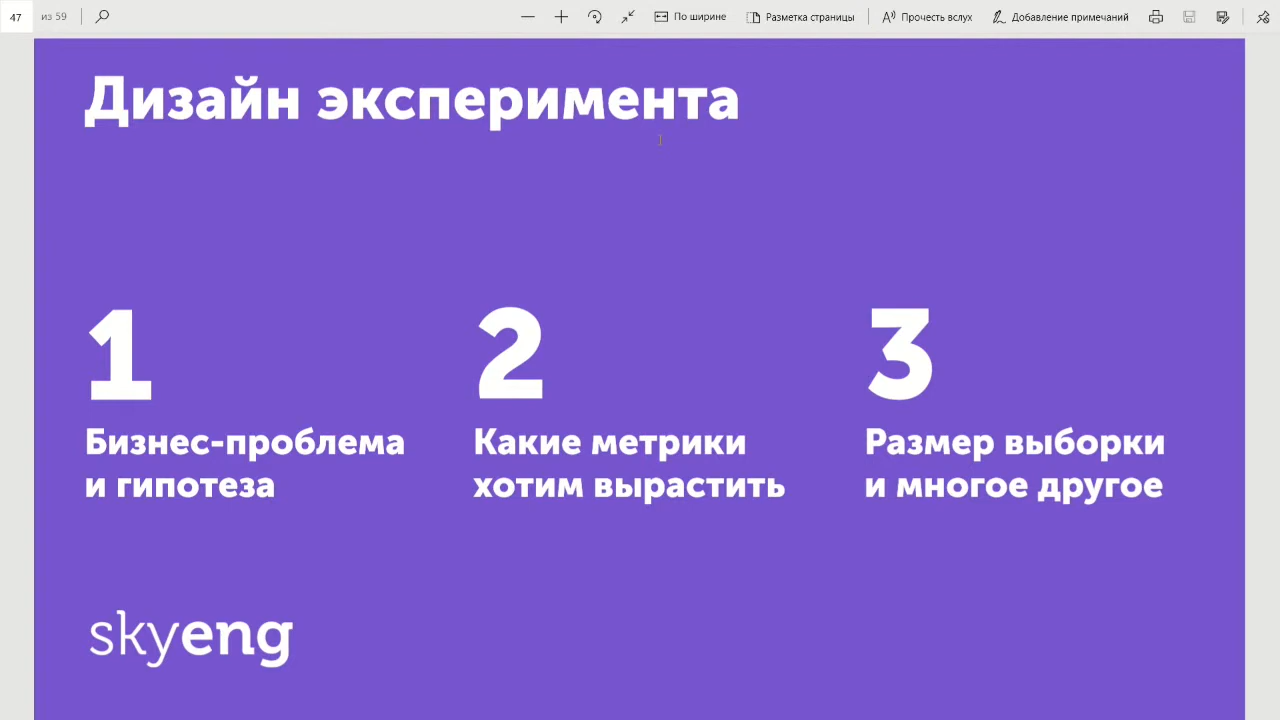 47 из 59 По ширине Разметка страницы Прочесть вслух Добавление примечаний
Дизайн эксперимента
1
Бизнес-проблема
и гипотеза
2
Какие метрики
хотим вырастить
3
Размер выборки
и многое другое
skyeng